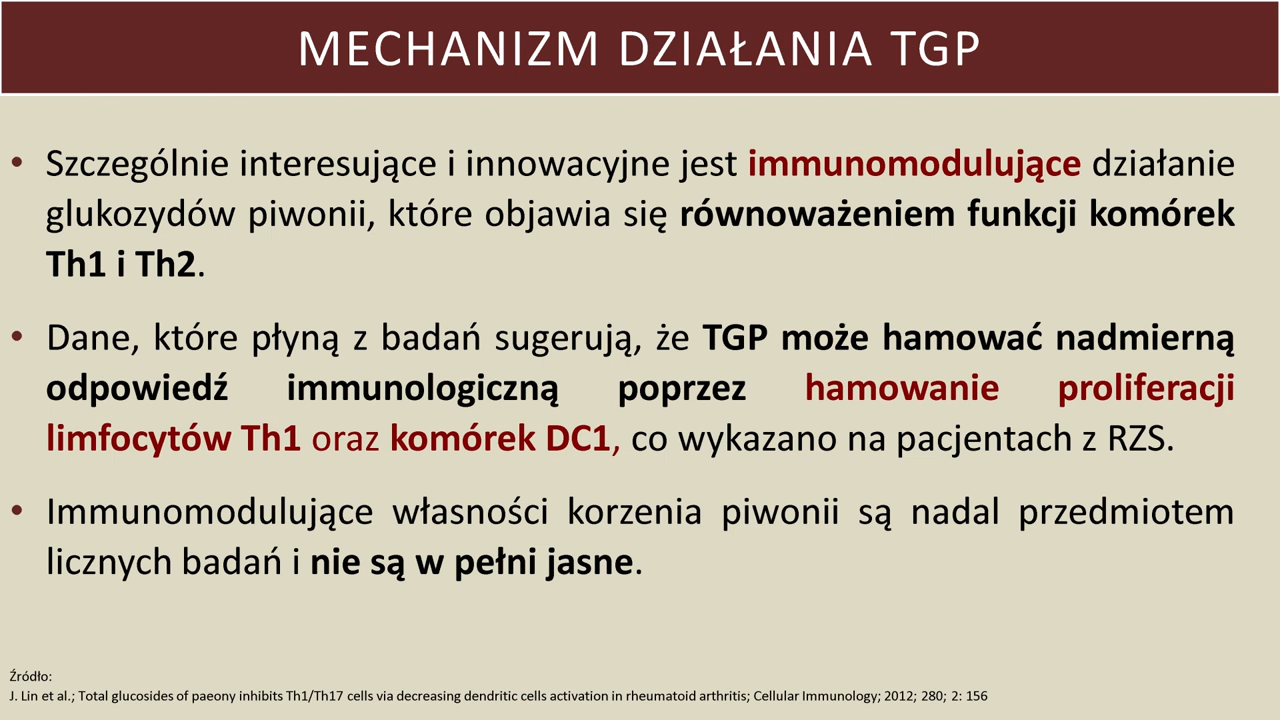 MECHANIZM DZIAŁANIA TGP
• Szczególnie interesujące i innowacyjne jest immunomodulujące działanie
glukozydów piwonii, które objawia się równoważeniem funkcji komórek
Th1 i Th2.
• Dane, które płyną z badań sugerują, że TGP może hamować nadmierną
odpowiedź immunologiczną poprzez hamowanie proliferacji
limfocytów Th1 oraz komórek DC1, co wykazano na pacjentach z RZS.
• Immunomodulujące własności korzenia piwonii są nadal przedmiotem
licznych badań i nie są w pełni jasne.
Źródło:
J. Lin et al.; Total glucosides of paeony inhibits Th1/Th17 cells via decreasing dendritic cells activation in rheumatoid arthritis; Cellular Immunology; 2012; 280; 2: 156